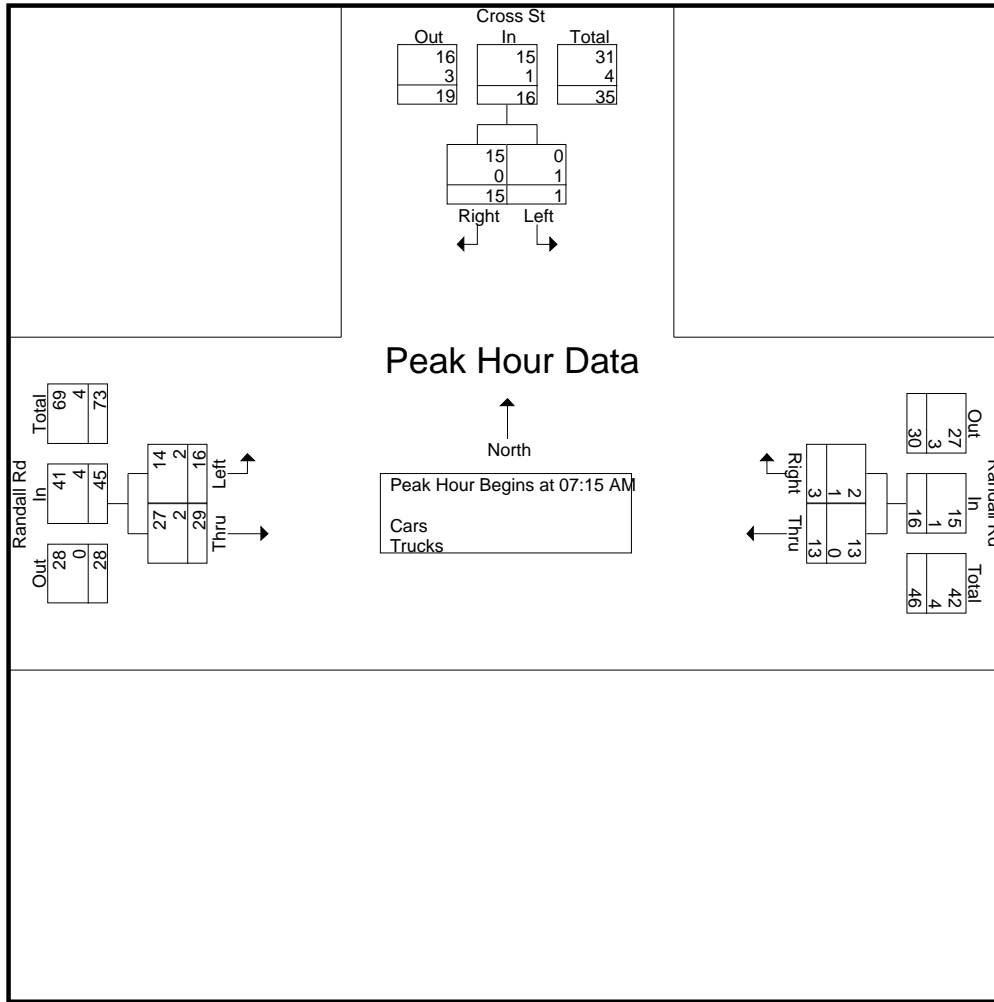 Cross St
Out In Total
16 15 31
3 1 4
19 16 35
15 0
0 1
15 1
Right Left
Peak Hour Data
North
Peak Hour Begins at 07:15 AM
Cars
Trucks
Randall Rd
Out In Total
28 41 69
0 4 4
28 45 73
Thru Left
27 14
2 2
29 16
Randall Rd
Out In Total
27 15 42
3 1 4
30 16 46
Right Thru
2 13
1 0
3 13